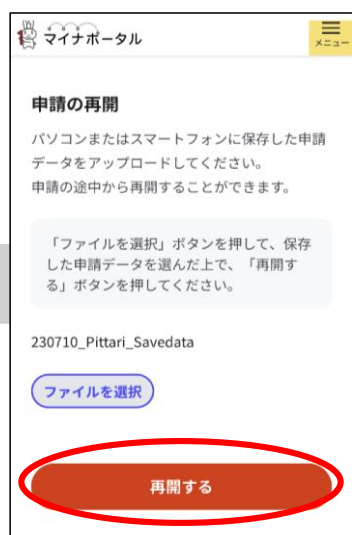 マイナポータル
メニュー
申請の再開
パソコンまたはスマートフォンに保存した申請
データをアップロードしてください。
申請の途中から再開することができます。
「ファイルを選択」ボタンを押して、保存
した申請データを選んだ上で、「再開す
る」ボタンを押してください。
230710_Pittari_Savedata
ファイルを選択
再開する